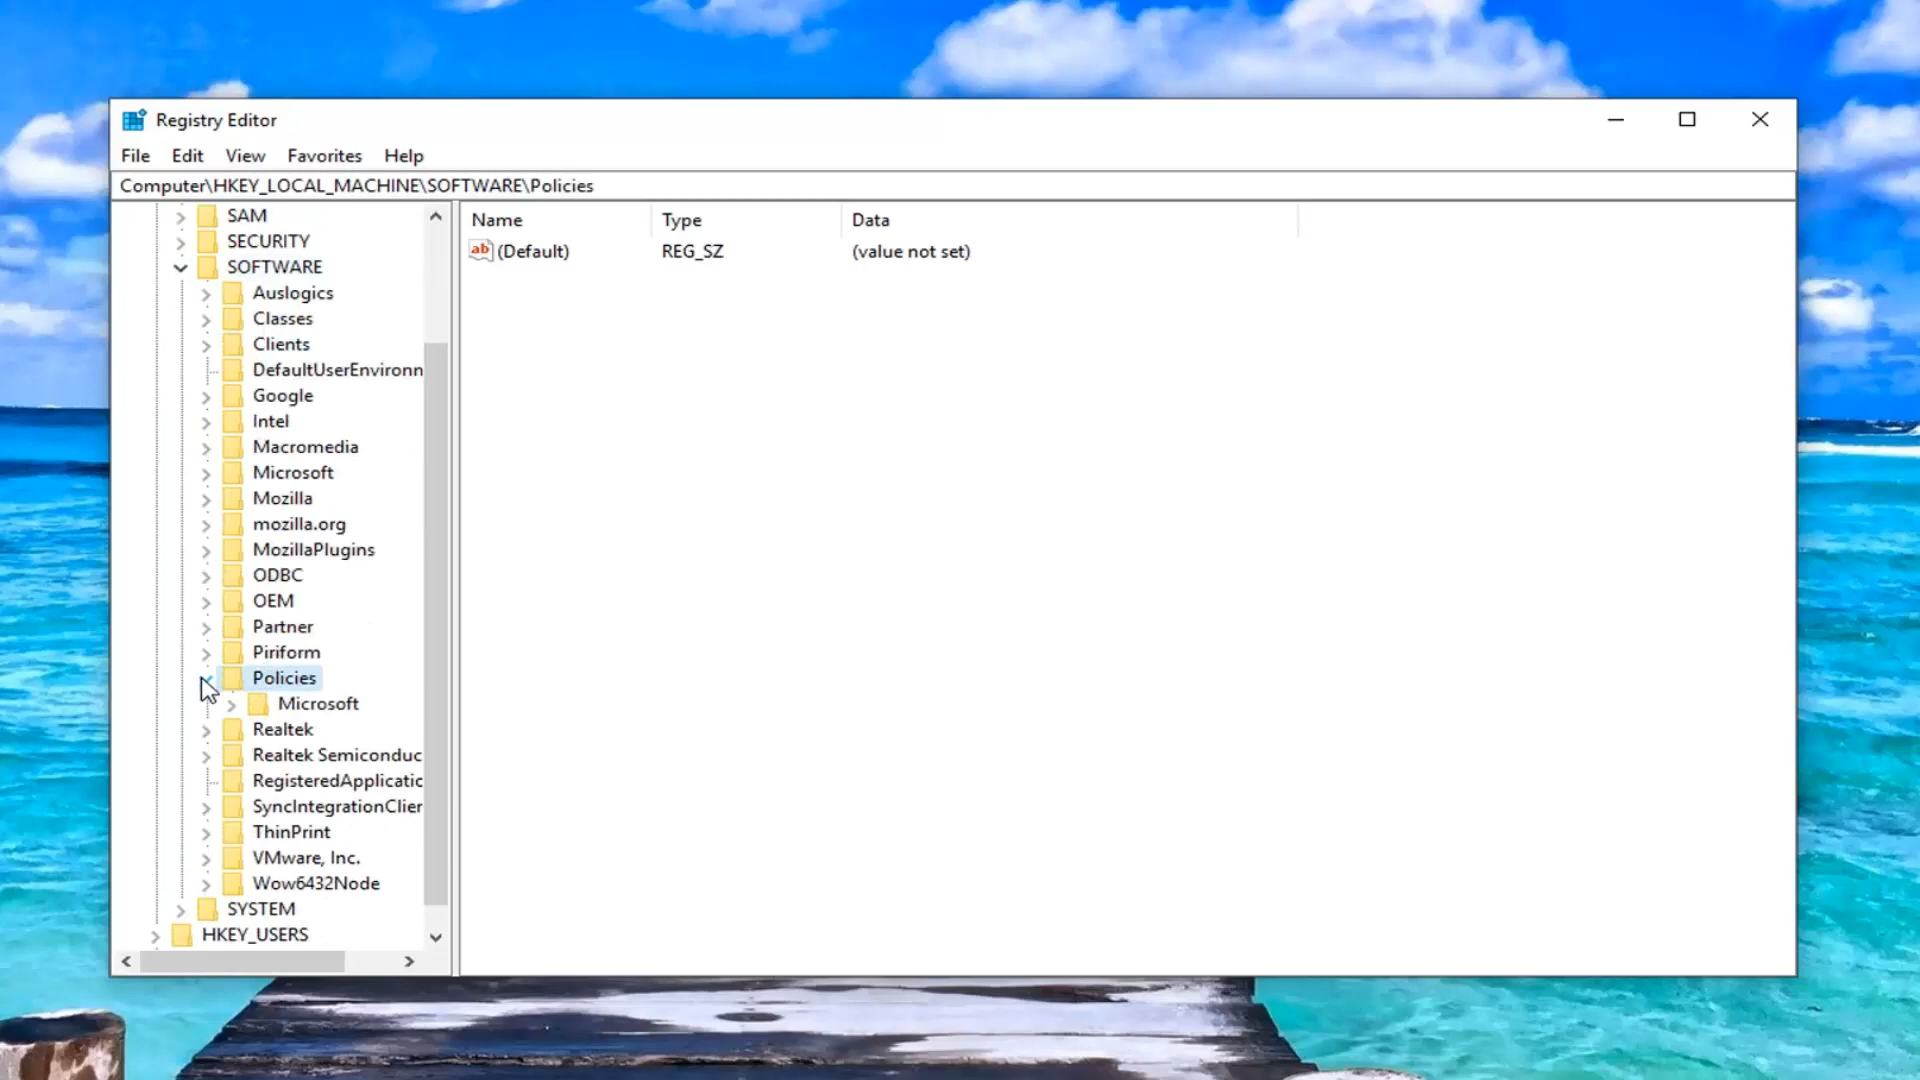 Registry Editor
File Edit View Favorites Help
Computer\HKEY_LOCAL_MACHINE\SOFTWARE\Policies
SAM
SECURITY
SOFTWARE
Auslogics
Classes
Clients
DefaultUserEnvironn
Google
Intel
Macromedia
Microsoft
Mozilla
mozilla.org
MozillaPlugins
ODBC
OEM
Partner
Piriform
Policies
Microsoft
Realtek
Realtek Semiconduc
RegisteredApplicatic
SyncIntegrationClier
ThinPrint
VMware, Inc.
Wow6432Node
SYSTEM
HKEY_USERS
Name Type Data
ab (Default) REG_SZ (value not set)